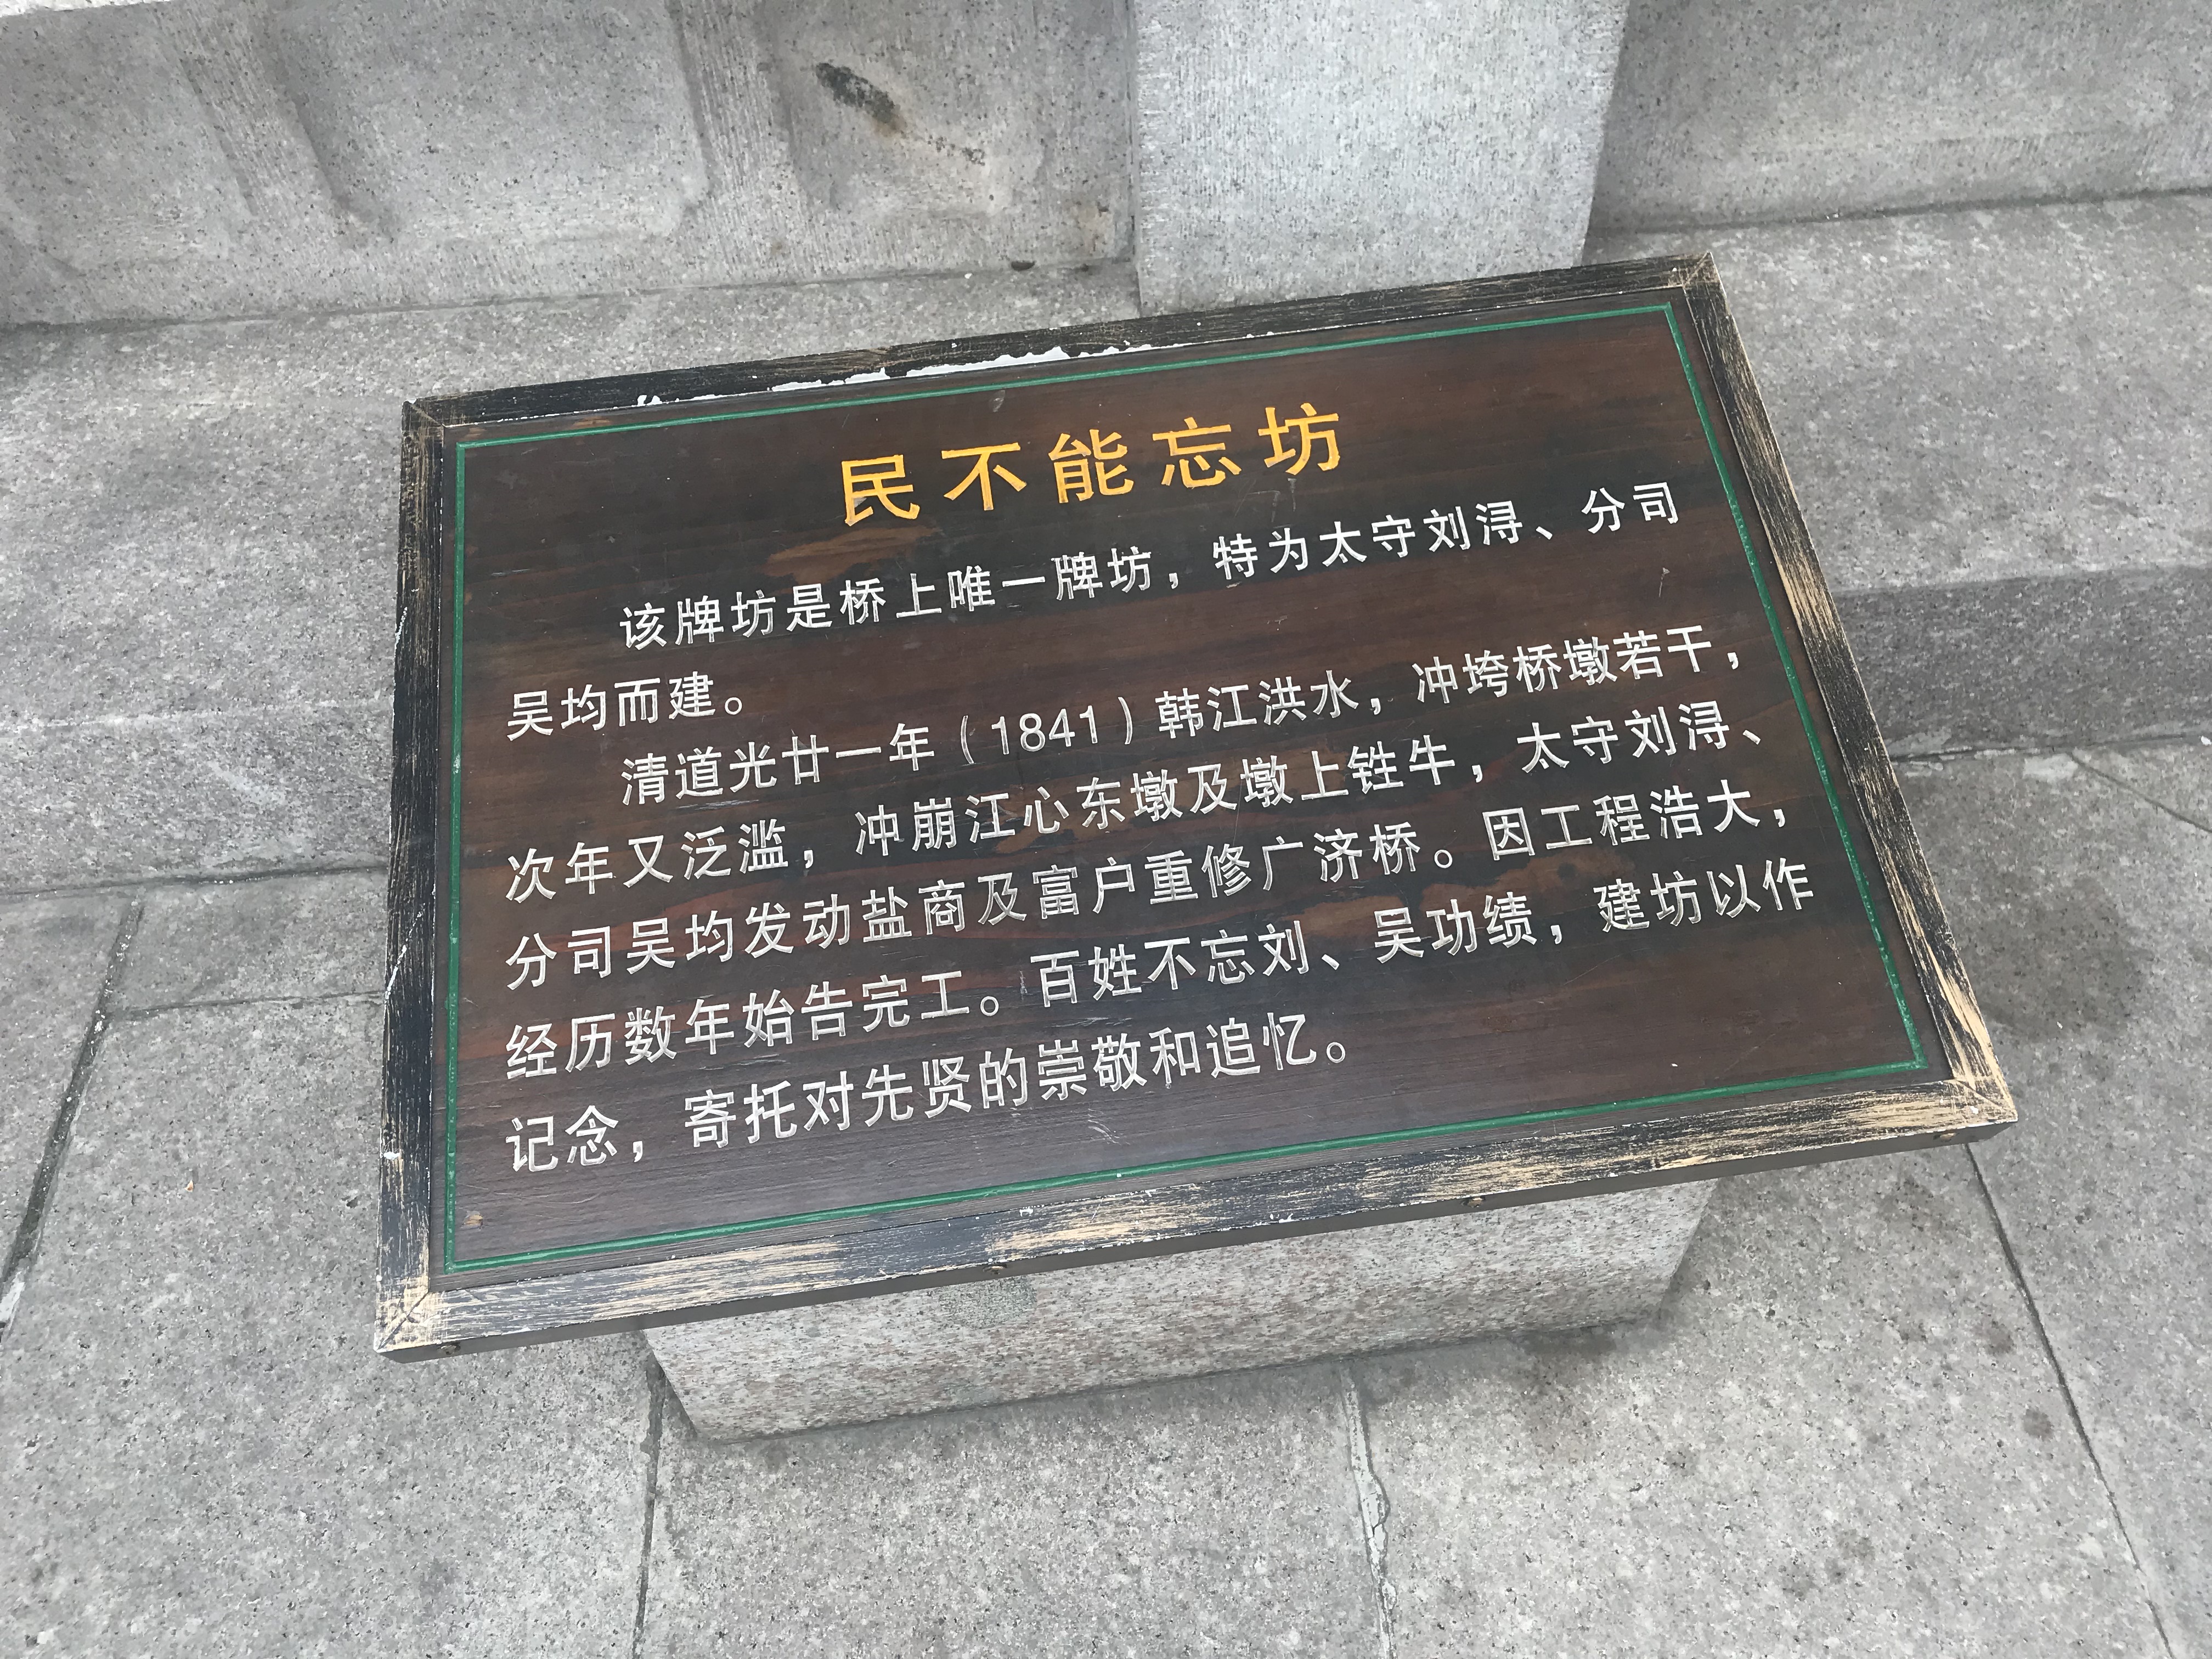 民不能忘坊
该牌坊是桥上唯一牌坊，特为太守刘浔、分司
吴均而建。
清道光廿一年（1841）韩江洪水，冲垮桥墩若干，
次年又泛滥，冲崩江心东墩及墩上鉎牛，太守刘浔、
分司吴均发动盐商及富户重修广济桥。因工程浩大，
经历数年始告完工。百姓不忘刘、吴功绩，建坊以作
记念，寄托对先贤的崇敬和追忆。